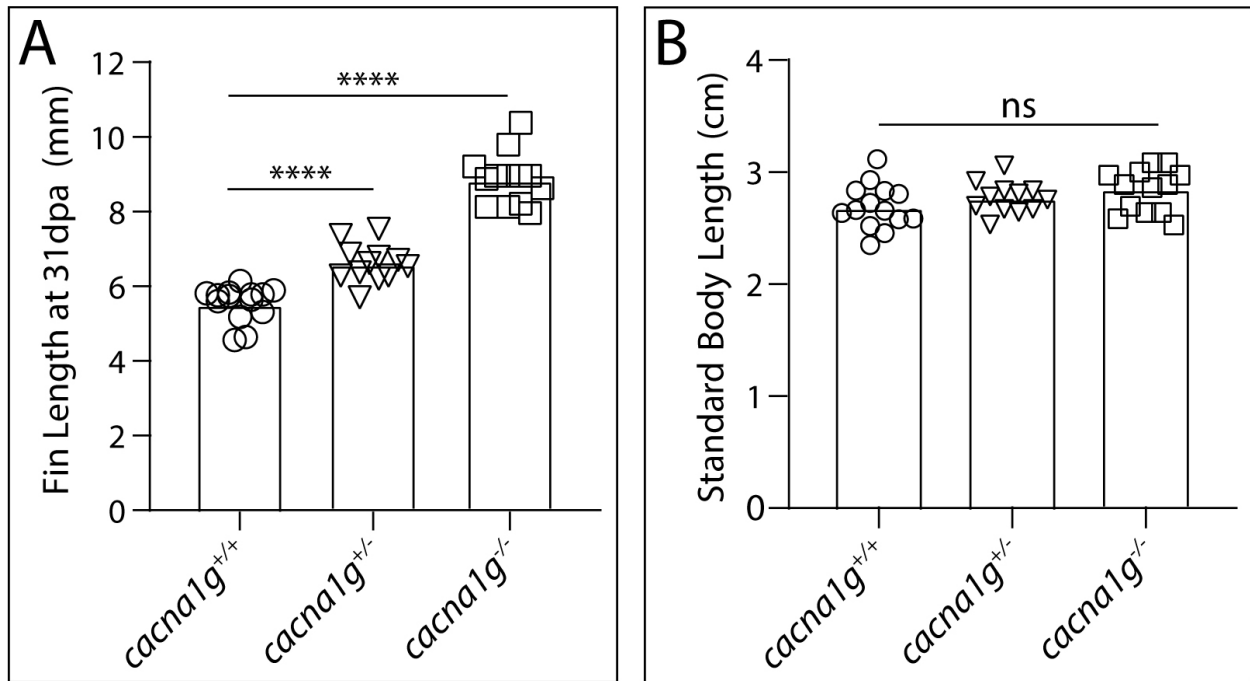 A
Fin Length at 31dpa (mm)
12
10
8
6
4
2
0
****
****
cacna1g+/+
cacna1g+/-
cacna1g-/-
B
Standard Body Length (cm)
4
3
2
1
0
ns
cacna1g+/+
cacna1g+/-
cacna1g-/-